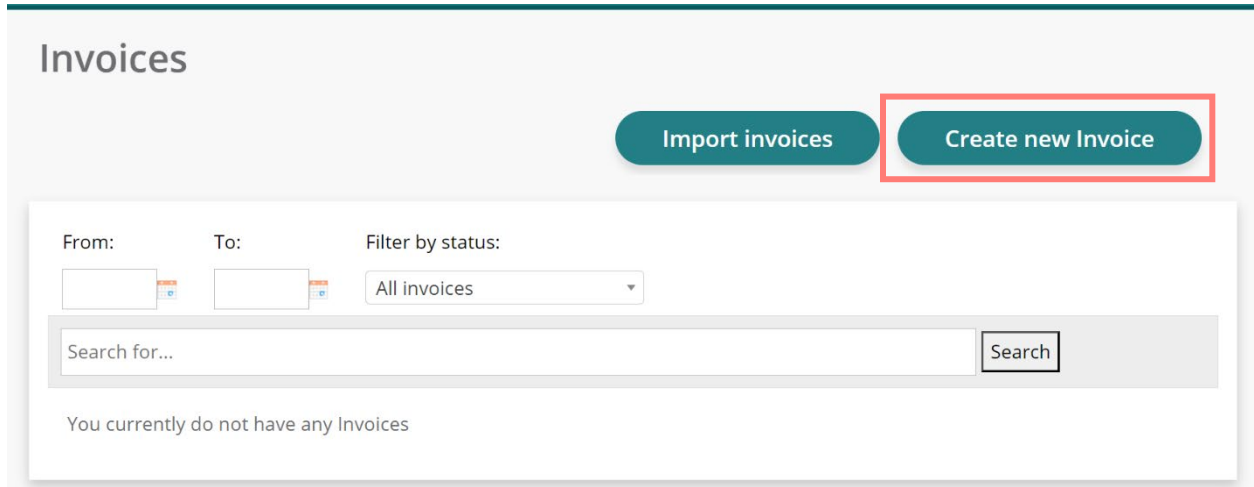 Invoices
Import invoices
Create new Invoice
From:
To:
Filter by status:
All invoices
Search for...
Search
You currently do not have any Invoices